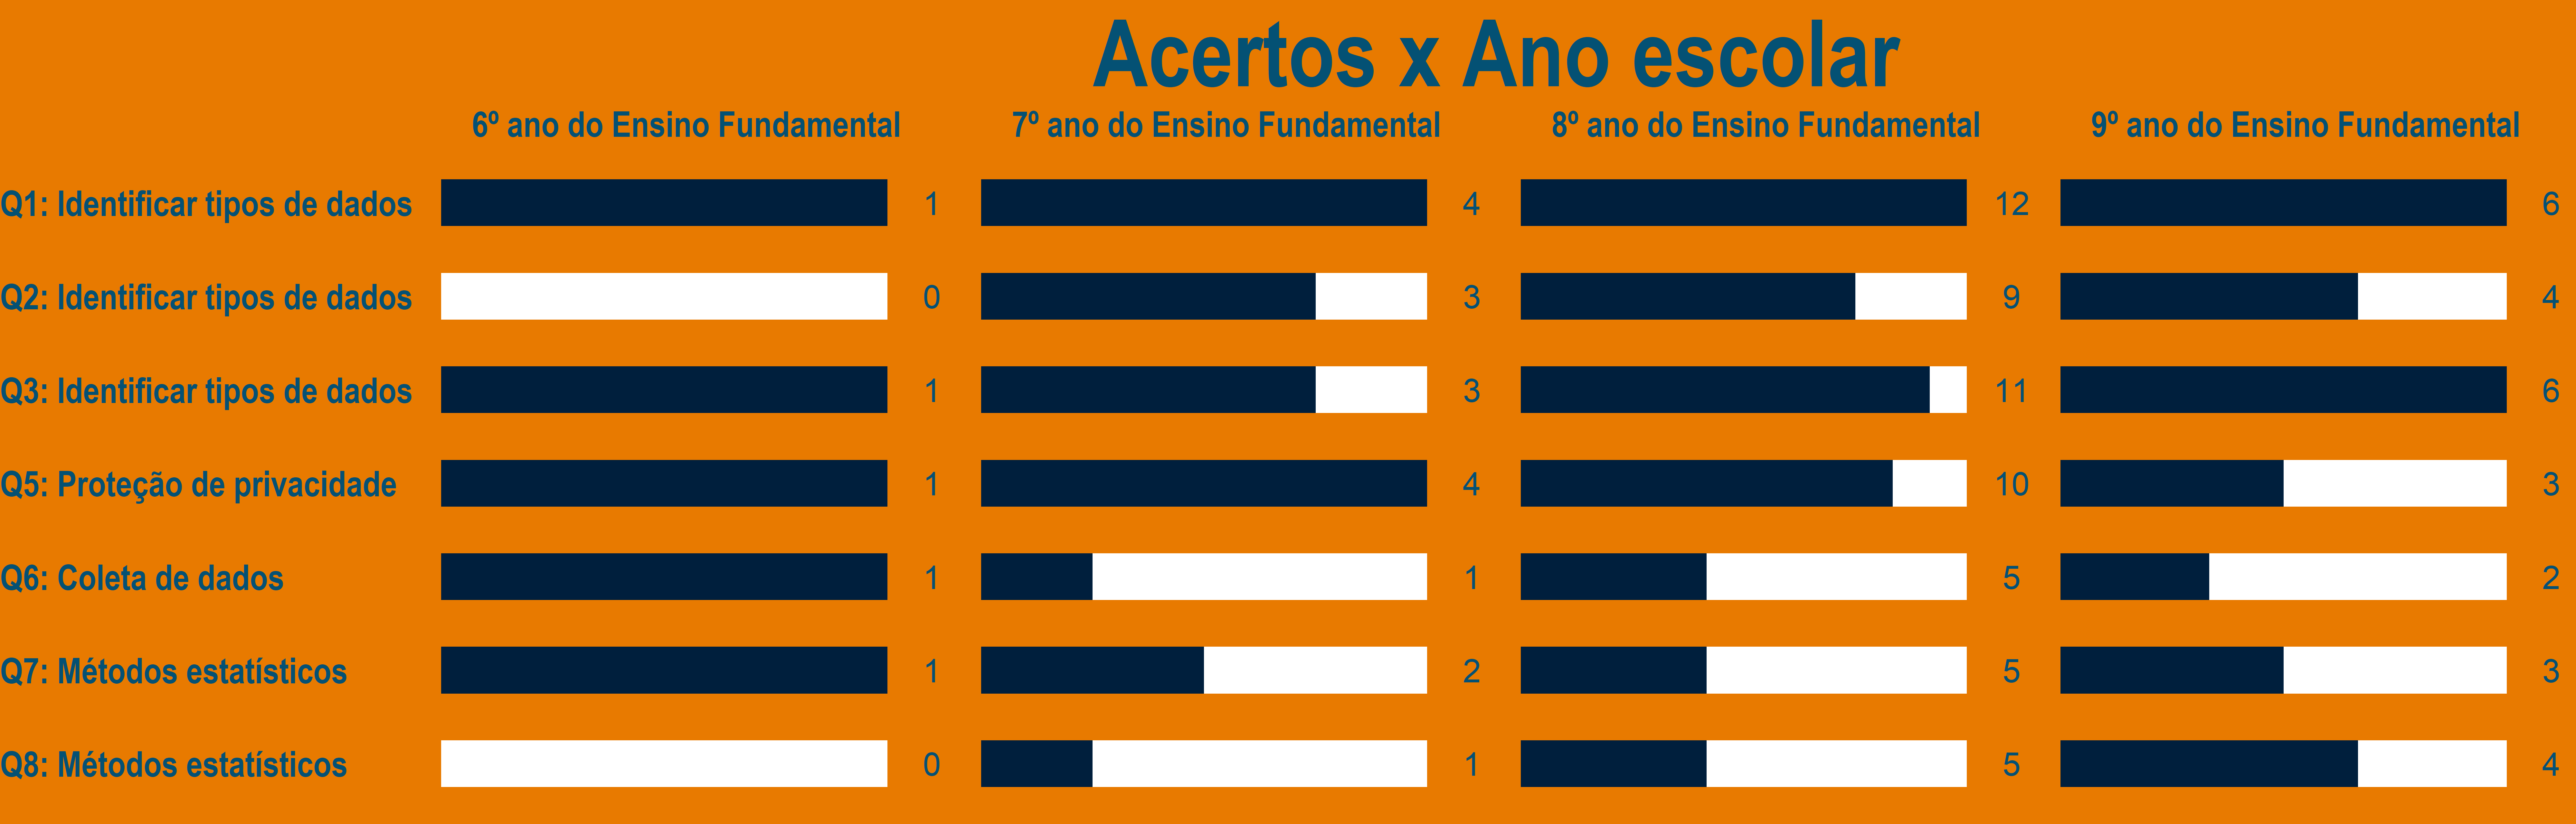 Acertos x Ano escolar
6º ano do Ensino Fundamental 7º ano do Ensino Fundamental 8º ano do Ensino Fundamental 9º ano do Ensino Fundamental
Q1: Identificar tipos de dados 1 4 12 6
Q2: Identificar tipos de dados 0 3 9 4
Q3: Identificar tipos de dados 1 3 11 6
Q5: Proteção de privacidade 1 4 10 3
Q6: Coleta de dados 1 1 5 2
Q7: Métodos estatísticos 1 2 5 3
Q8: Métodos estatísticos 0 1 5 4